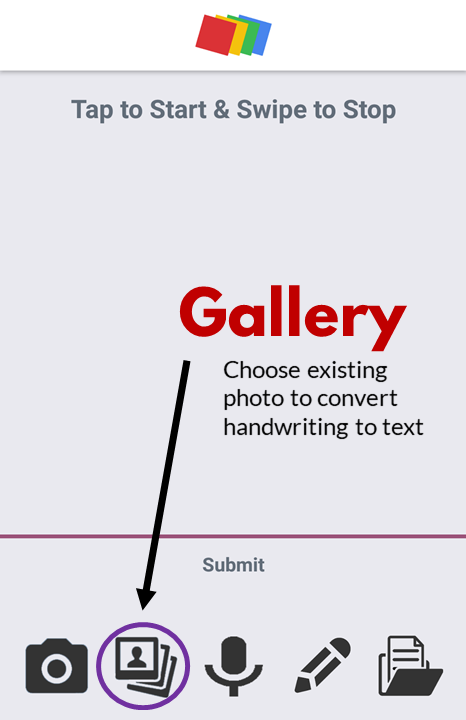 Tap to Start & Swipe to Stop
Gallery
Choose existing
photo to convert
handwriting to text
Submit